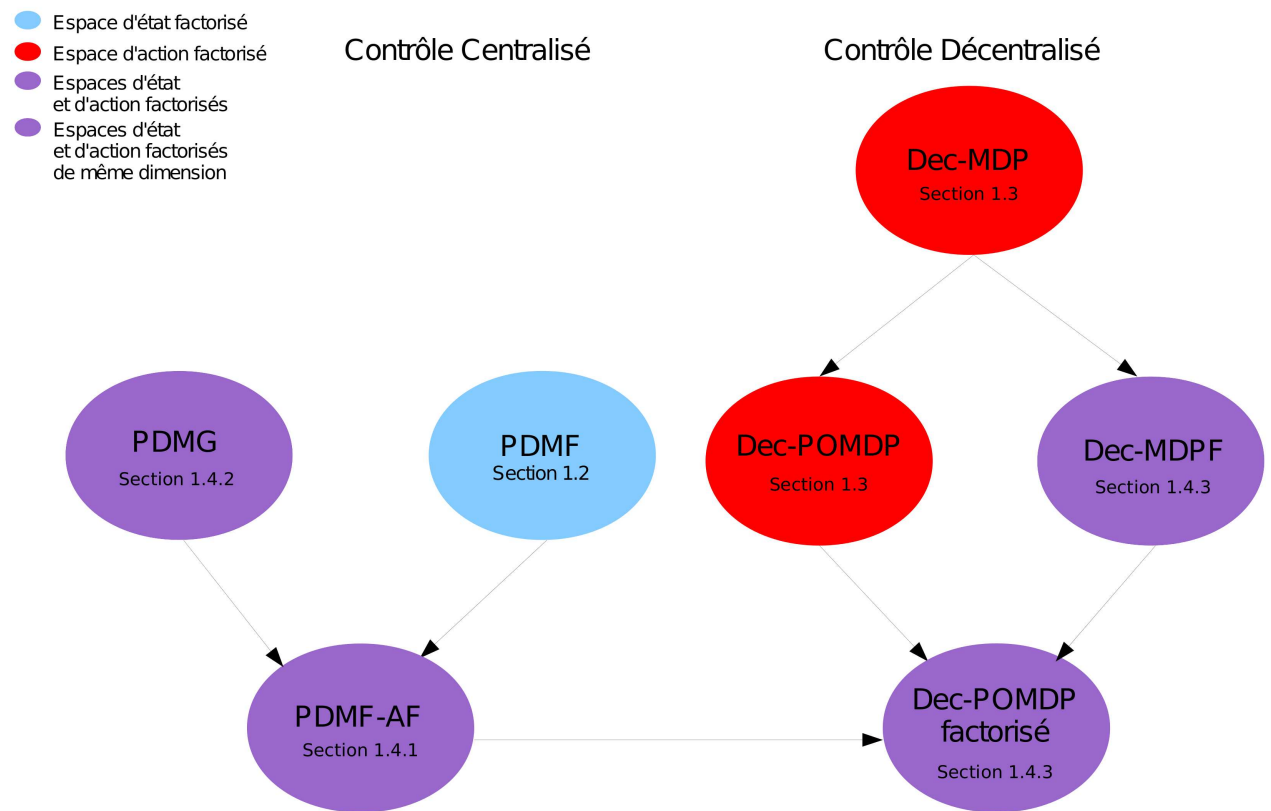 Espace d'état factorisé
Espace d'action factorisé
Espaces d'état
et d'action factorisés
Espaces d'état
et d'action factorisés
de même dimension
Contrôle Centralisé
Contrôle Décentralisé
Dec-MDP
Section 1.3
PDMG
Section 1.4.2
PDMF
Section 1.2
Dec-POMDP
Section 1.3
Dec-MDPF
Section 1.4.3
PDMF-AF
Section 1.4.1
Dec-POMDP
factorisé
Section 1.4.3